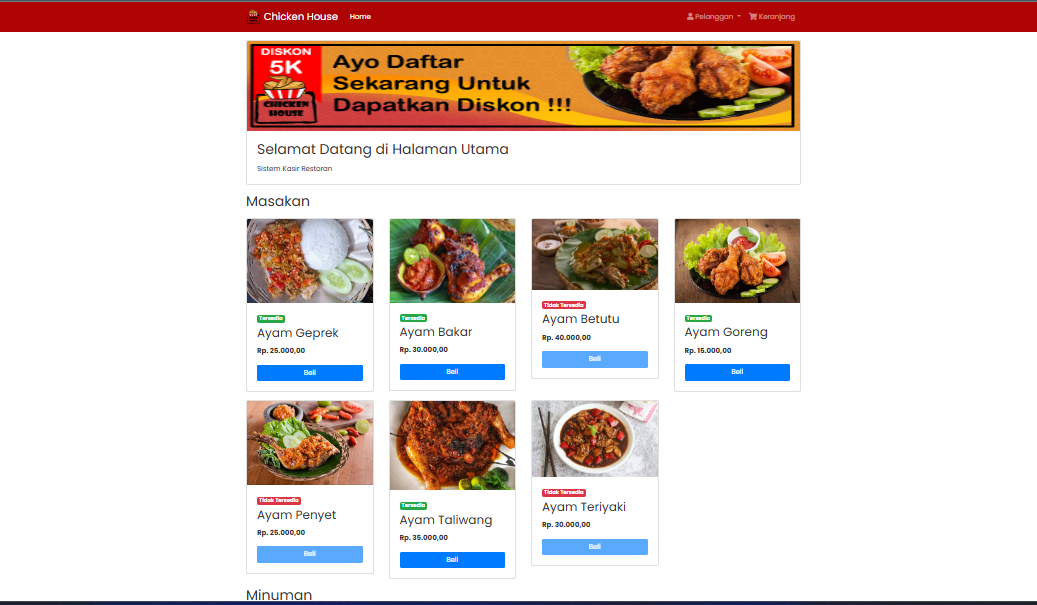 Chicken House
Home
Pelanggan
Keranjang
DISKON
5K
CHICKEN
HOUSE
Ayo Daftar
Sekarang Untuk
Dapatkan Diskon !!!
Selamat Datang di Halaman Utama
Sistem Kasir Restoran
Masakan
Tersedia
Ayam Geprek
Rp. 25.000,00
Beli
Tersedia
Ayam Bakar
Rp. 30.000,00
Beli
Tidak Tersedia
Ayam Betutu
Rp. 40.000,00
Beli
Tersedia
Ayam Goreng
Rp. 15.000,00
Beli
Tidak Tersedia
Ayam Penyet
Rp. 25.000,00
Beli
Tersedia
Ayam Taliwang
Rp. 35.000,00
Beli
Tidak Tersedia
Ayam Teriyaki
Rp. 30.000,00
Beli
Minuman